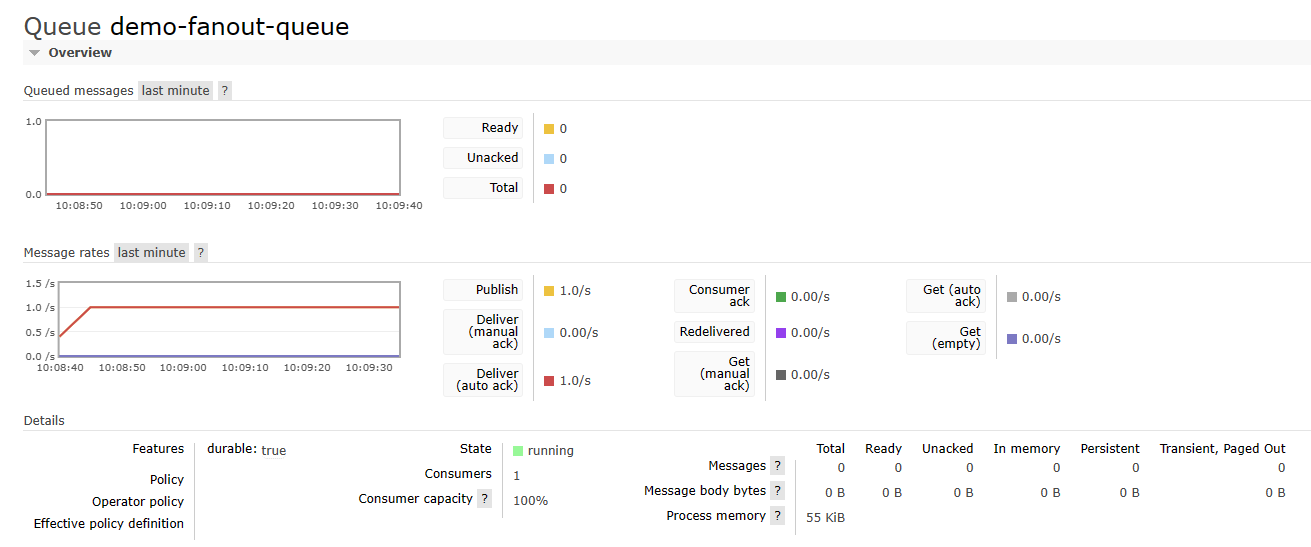 Queue demo-fanout-queue
Overview
Queued messages last minute ?
1.0
0.0
10:08:50 10:09:00 10:09:10 10:09:20 10:09:30 10:09:40
Ready 0
Unacked 0
Total 0
Message rates last minute ?
1.5 /s
1.0 /s
0.5 /s
0.0 /s
10:08:40 10:08:50 10:09:00 10:09:10 10:09:20 10:09:30
Publish 1.0/s
Deliver
(manual
ack) 0.00/s
Deliver
(auto ack) 1.0/s
Consumer
ack 0.00/s
Redelivered 0.00/s
Get
(manual
ack) 0.00/s
Get (auto
ack) 0.00/s
Get
(empty) 0.00/s
Details
Features durable: true
Policy
Operator policy
Effective policy definition
State running
Consumers 1
Consumer capacity ? 100%
Total Ready Unacked In memory Persistent Transient, Paged Out
Messages ? 0 0 0 0 0 0
Message body bytes ? 0 B 0 B 0 B 0 B 0 B 0 B
Process memory ? 55 KiB